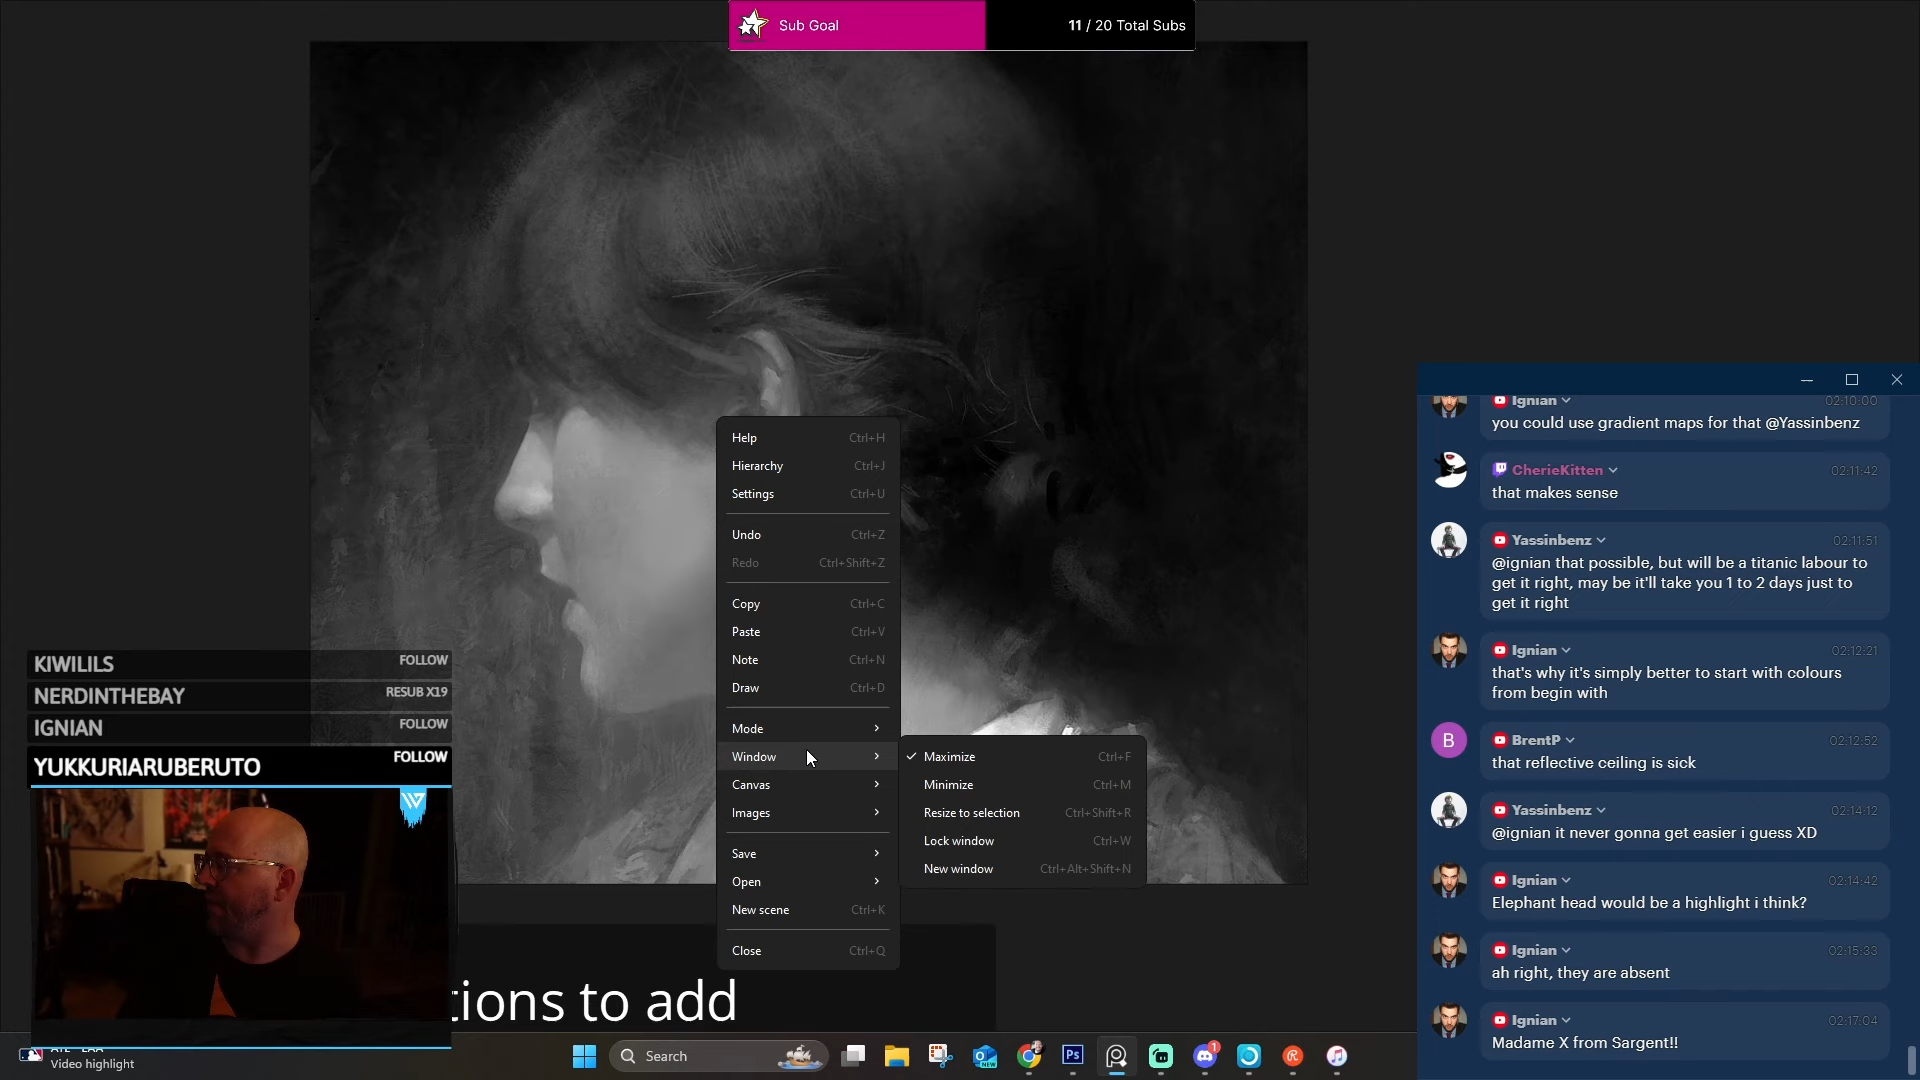 Sub Goal
11 / 20 Total Subs
Help Ctrl+H
Hierarchy Ctrl+J
Settings Ctrl+U
Undo Ctrl+Z
Redo Ctrl+Shift+Z
Copy Ctrl+C
Paste Ctrl+V
Note Ctrl+N
Draw Ctrl+D
Mode
Window
Canvas
Images
Save
Open
New scene Ctrl+K
Close Ctrl+Q
Maximize Ctrl+F
Minimize Ctrl+M
Resize to selection Ctrl+Shift+R
Lock window Ctrl+W
New window Ctrl+Alt+Shift+N
KIWILILS FOLLOW
NERDINTHEBAY RESUB X19
IGNIAN FOLLOW
YUKKURIARUBERUTO FOLLOW
tions to add
Video highlight
Search
NEW
Ps
1
Ignian 02:10:00
you could use gradient maps for that @Yassinbenz
CherieKitten 02:11:42
that makes sense
Yassinbenz 02:11:51
@ignian that possible, but will be a titanic labour to
get it right, may be it'll take you 1 to 2 days just to
get it right
Ignian 02:12:21
that's why it's simply better to start with colours
from begin with
B
BrentP 02:12:52
that reflective ceiling is sick
Yassinbenz 02:14:12
@ignian it never gonna get easier i guess XD
Ignian 02:14:42
Elephant head would be a highlight i think?
Ignian 02:15:33
ah right, they are absent
Ignian 02:17:04
Madame X from Sargent!!